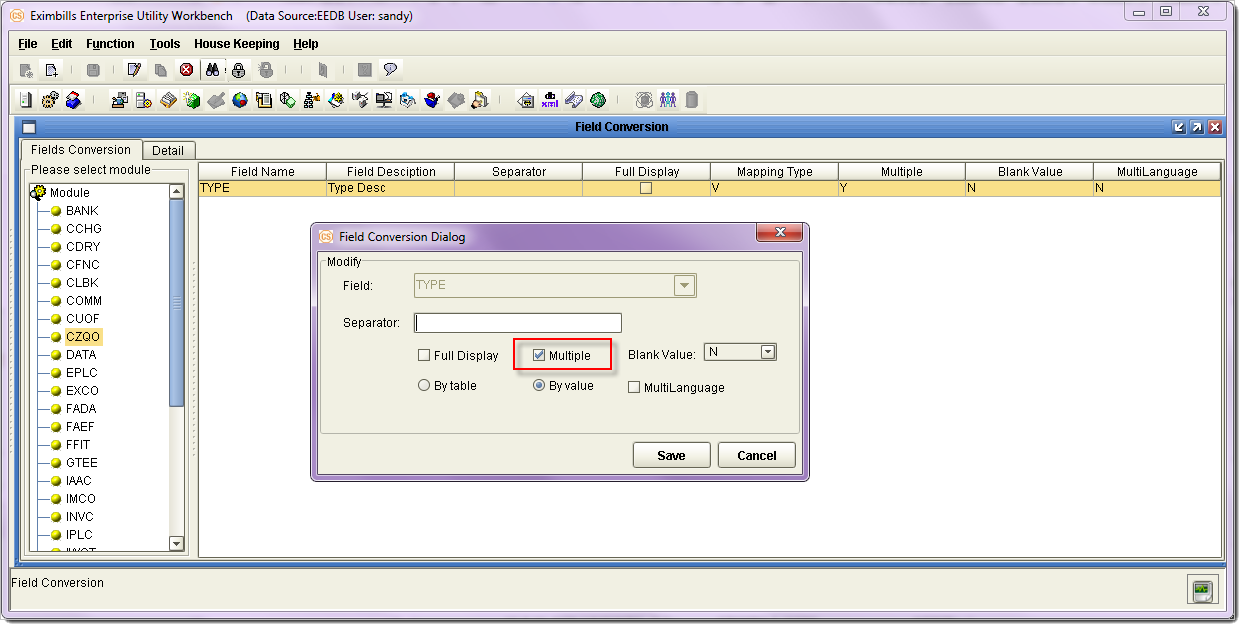 Eximbills Enterprise Utility Workbench (Data Source:EEDB User: sandy)
File Edit Function Tools House Keeping Help
Field Conversion
Fields Conversion Detail
Please select module
Field Name Field Desciption Separator Full Display Mapping Type Multiple Blank Value MultiLanguage
TYPE Type Desc V Y N N
Module
BANK
CCHG
CDRY
CFNC
CLBK
COMM
CUOF
CZQO
DATA
EPLC
EXCO
FADA
FAEF
FFIT
GTEE
IAAC
IMCO
INVC
IPLC
Field Conversion Dialog
Modify
Field: TYPE
Separator:
Full Display Multiple Blank Value: N
By table By value MultiLanguage
Save Cancel
Field Conversion